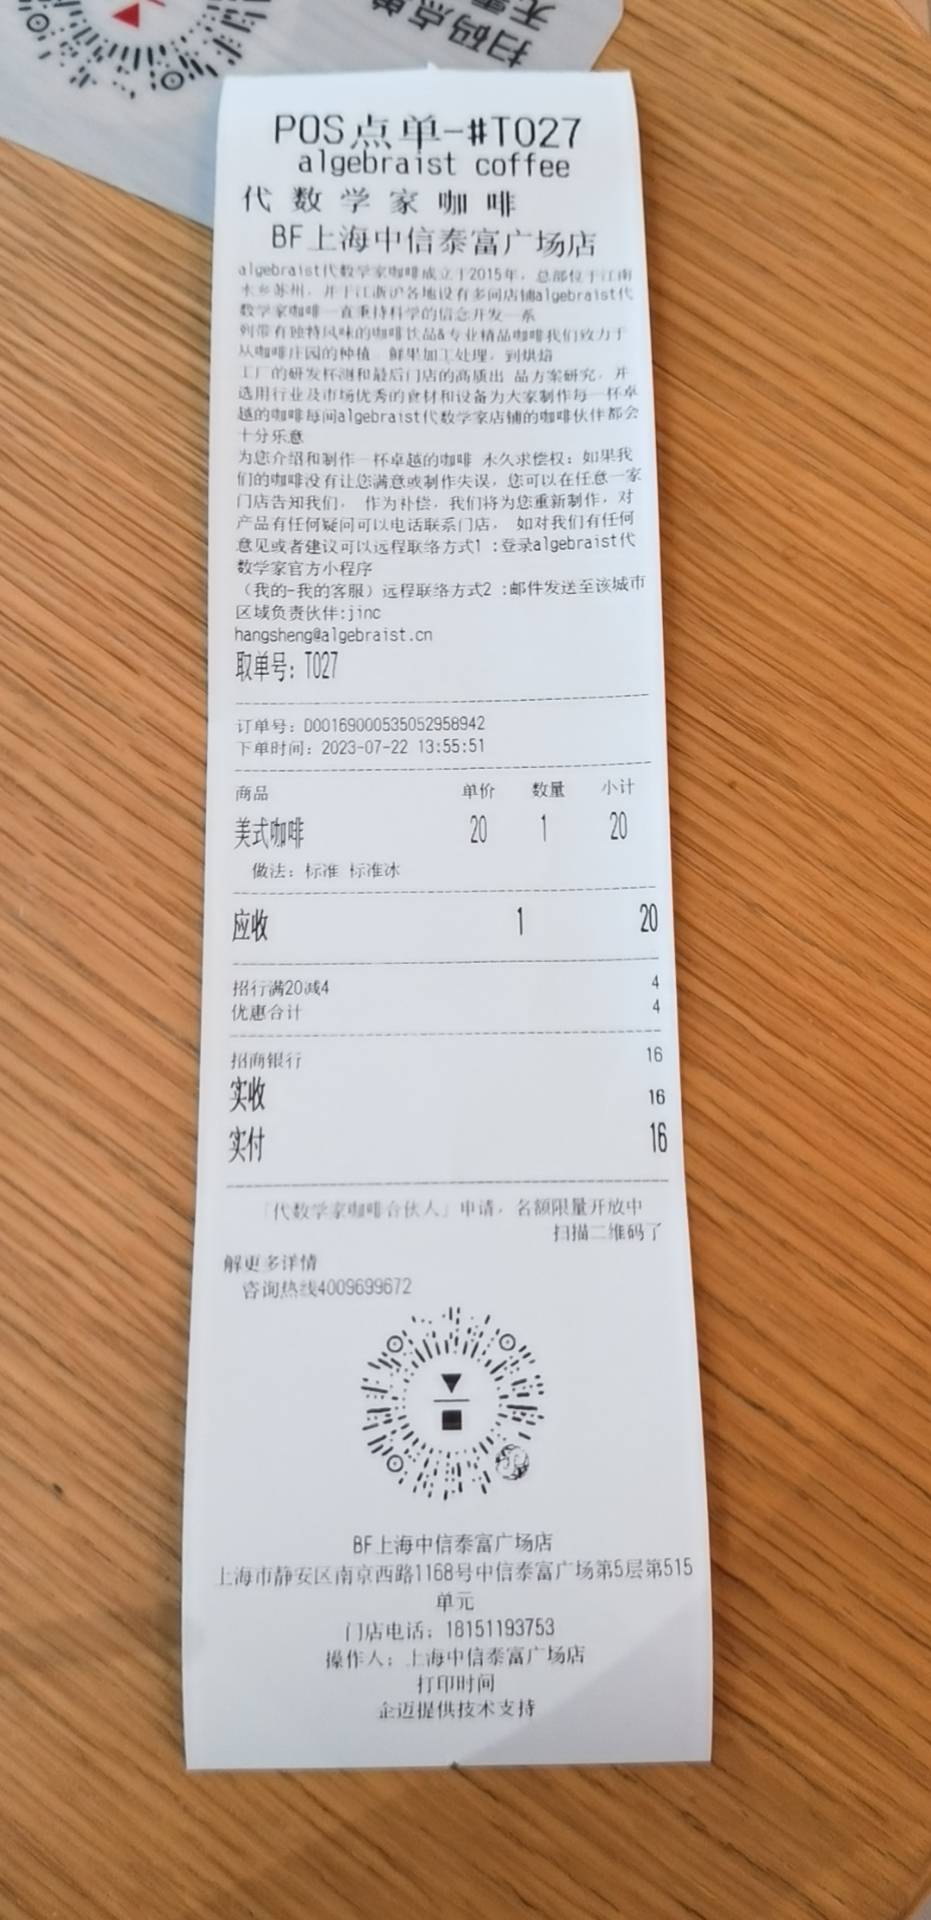 扫码点单
无需
POS点单-#T027
algebraist coffee
代数学家咖啡
BF上海中信泰富广场店
algebraist代数学家咖啡成立于2015年，总部位于江南
水乡苏州，并于江浙沪各地设有多间店铺algebraist代
数学家咖啡一直秉持科学的信念开发一系
列带有独特风味的咖啡饮品&专业精品咖啡我们致力于
从咖啡庄园的种植 鲜果加工处理，到烘焙
工厂的研发杯测和最后门店的高质出 品方案研究，并
选用行业及市场优秀的食材和设备为大家制作每一杯卓
越的咖啡每间algebraist代数学家店铺的咖啡伙伴都会
十分乐意
为您介绍和制作一杯卓越的咖啡 永久求偿权：如果我
们的咖啡没有让您满意或制作失误，您可以在任意一家
门店告知我们， 作为补偿，我们将为您重新制作，对
产品有任何疑问可以电话联系门店， 如对我们有任何
意见或者建议可以远程联络方式1 :登录algebraist代
数学家官方小程序
（我的-我的客服）远程联络方式2 :邮件发送至该城市
区域负责伙伴:jinc
hangsheng@algebraist.cn
取单号：T027
订单号：D00169000535052958942
下单时间：2023-07-22 13:55:51
商品 单价 数量 小计
美式咖啡 20 1 20
做法：标准 标准冰
应收 1 20
招行满20减4 4
优惠合计 4
招商银行 16
实收 16
实付 16
「代数学家咖啡合伙人」申请，名额限量开放中
扫描二维码了
解更多详情
咨询热线4009699672
BF上海中信泰富广场店
上海市静安区南京西路1168号中信泰富广场第5层第515
单元
门店电话：18151193753
操作人：上海中信泰富广场店
打印时间
企迈提供技术支持